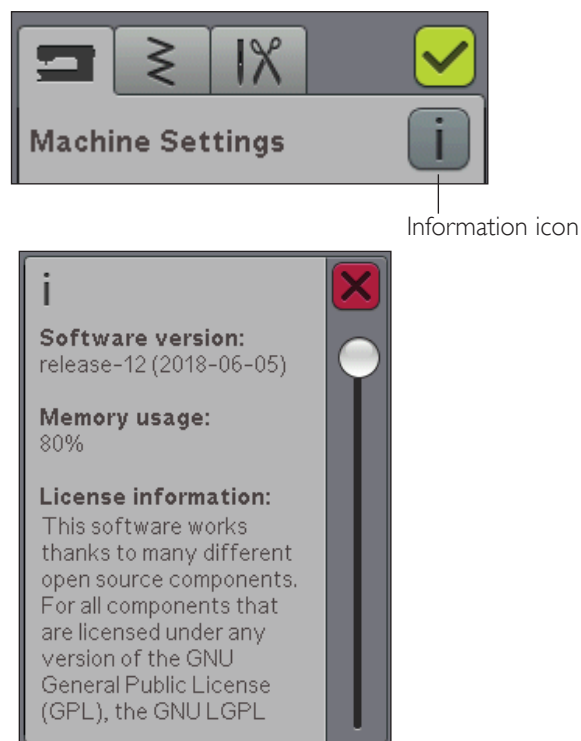 Machine Settings
i
Information icon
i
Software version:
release-12 (2018-06-05)
Memory usage:
80%
License information:
This software works
thanks to many different
open source components.
For all components that
are licensed under any
version of the GNU
General Public License
(GPL), the GNU LGPL